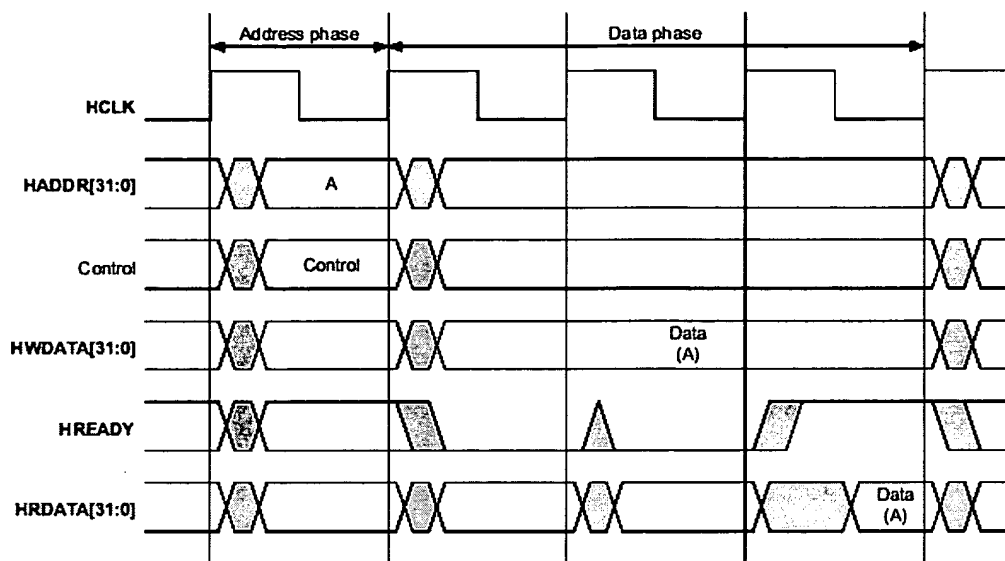 Address phase
Data phase
HCLK
HADDR[31:0]
A
Control
Control
HWDATA[31:0]
Data
(A)
HREADY
HRDATA[31:0]
Data
(A)